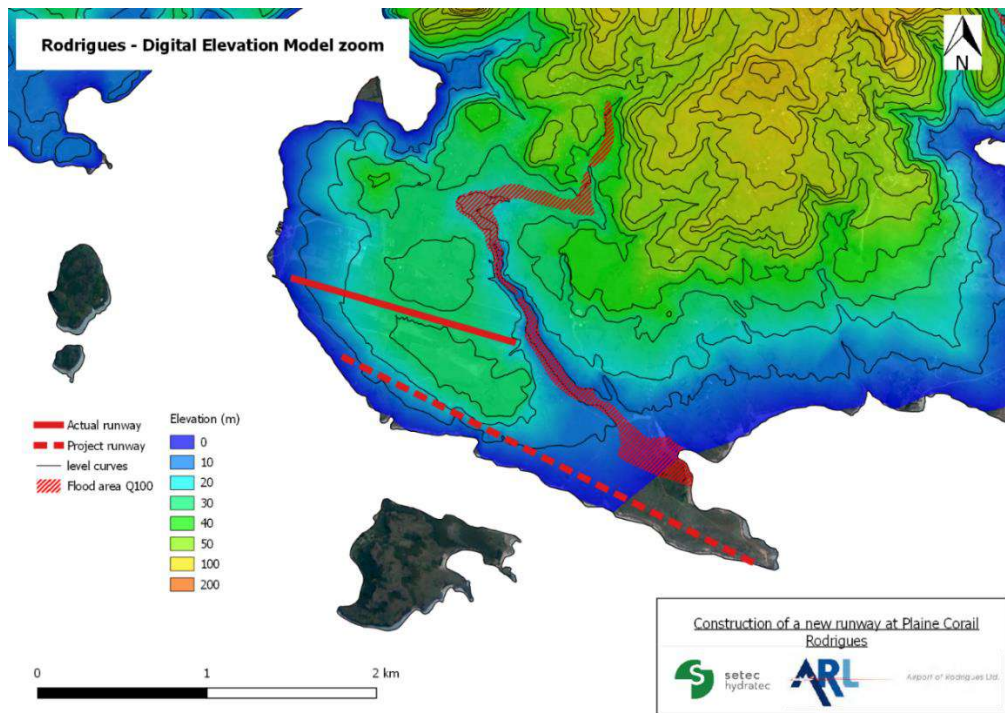 Rodrigues - Digital Elevation Model zoom
N
Actual runway
Project runway
level curves
Flood area Q100
Elevation (m)
0
10
20
30
40
50
100
200
0 1 2 km
Construction of a new runway at Plaine Corail
Rodrigues
S
setec
hydratec
ARL
Airport of Rodrigues Ltd.